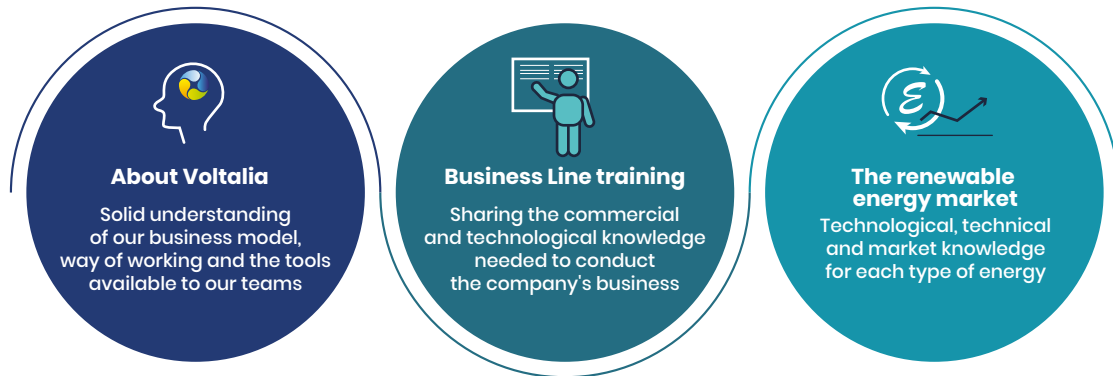 About Voltalia
Solid understanding
of our business model,
way of working and the tools
available to our teams
Business Line training
Sharing the commercial
and technological knowledge
needed to conduct
the company's business
The renewable
energy market
Technological, technical
and market knowledge
for each type of energy